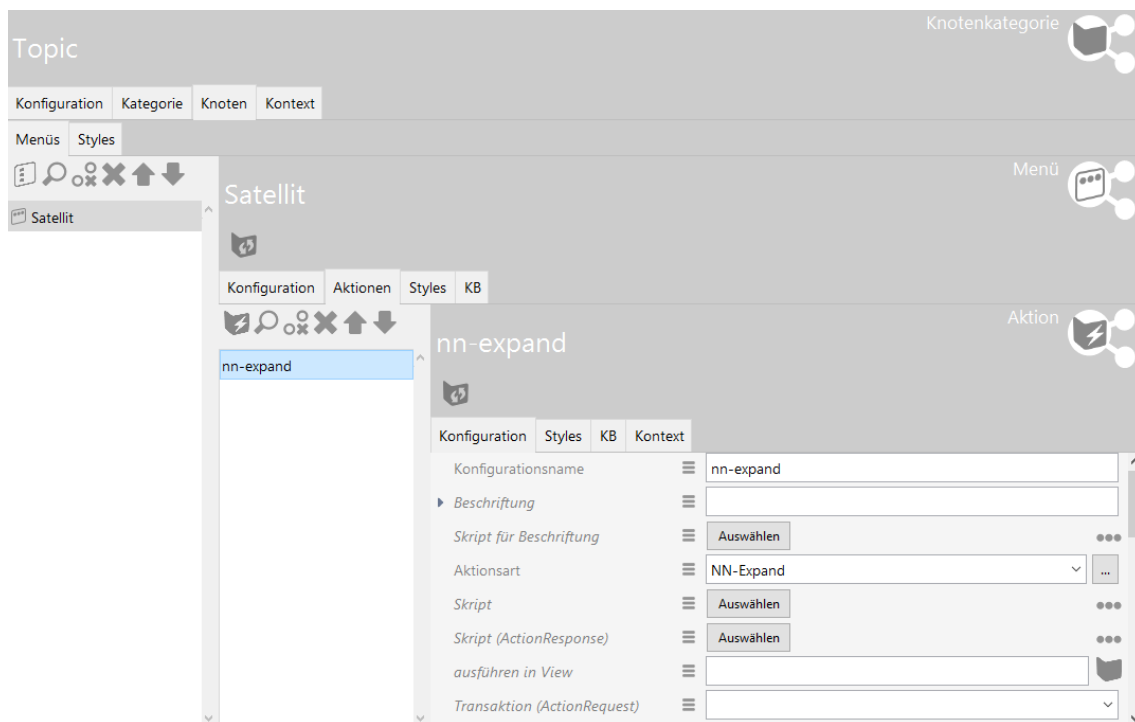 Knotenkategorie
Topic
Konfiguration Kategorie Knoten Kontext
Menüs Styles
Menü
Satellit
Satellit
Konfiguration Aktionen Styles KB
Aktion
nn-expand
nn-expand
Konfiguration Styles KB Kontext
Konfigurationsname nn-expand
Beschriftung
Skript für Beschriftung Auswählen
Aktionsart NN-Expand ...
Skript Auswählen
Skript (ActionResponse) Auswählen
ausführen in View
Transaktion (ActionRequest)